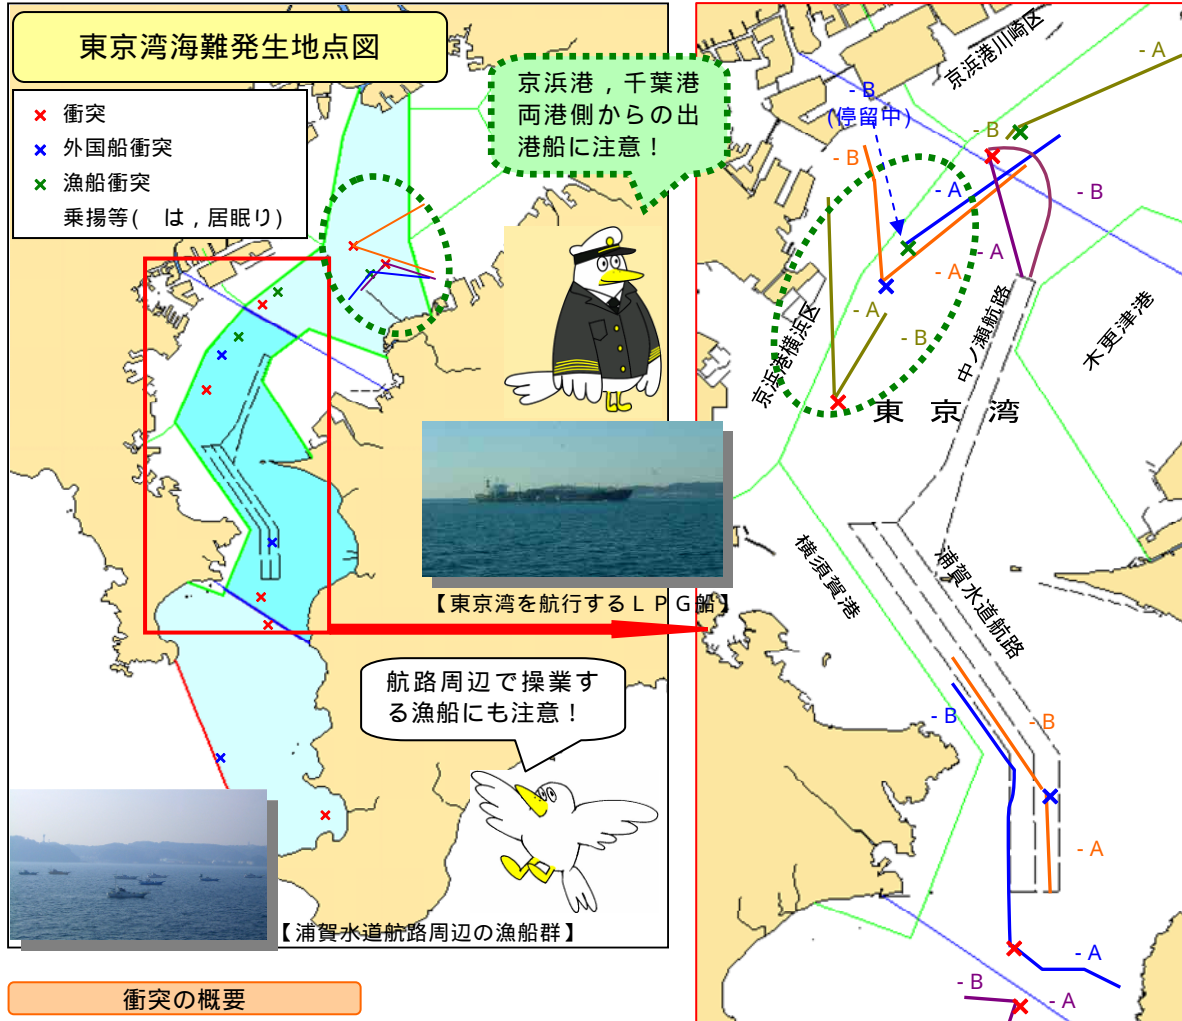 東京湾海難発生地点図
衝突
外国船衝突
漁船衝突
乗揚等(　は，居眠り)
京浜港，千葉港
両港側からの出
港船に注意！
【東京湾を航行するＬＰＧ船】
航路周辺で操業す
る漁船にも注意！
【浦賀水道航路周辺の漁船群】
衝突の概要
京浜港川崎区
- A
- B
(停留中)
- B
- B
- A
- B
- A
- A
- A
- B
京浜港横浜区
中ノ瀬航路
木更津港
東京湾
横須賀港
浦賀水道航路
- B
- B
- A
- A
- B
- A